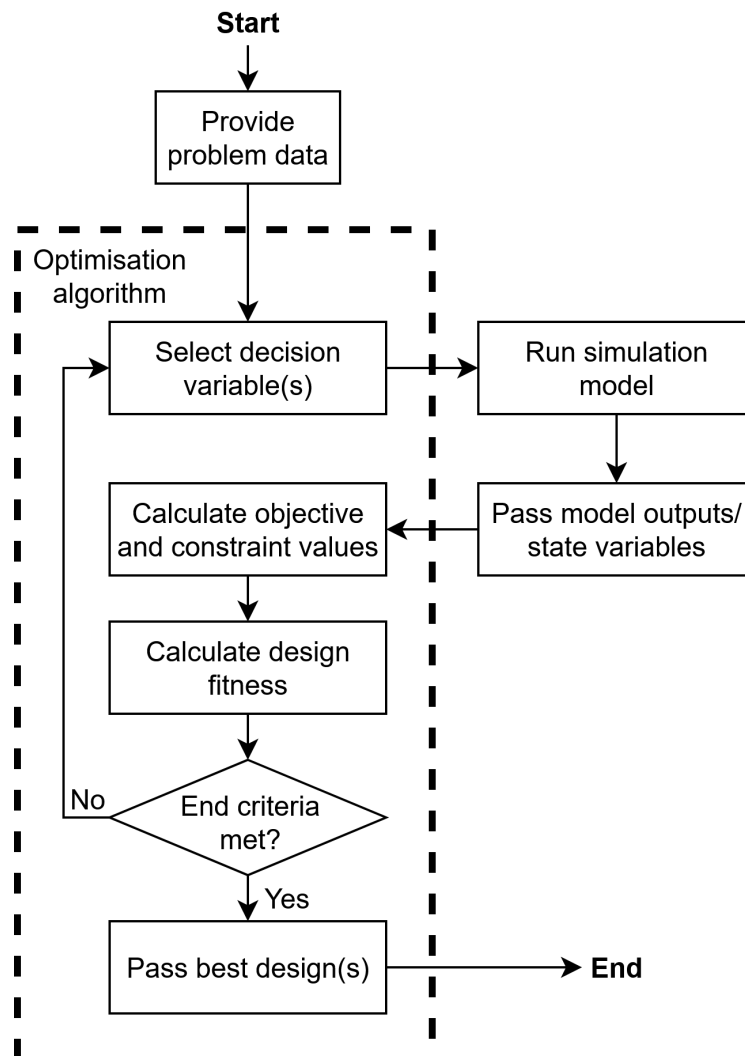 Start
Provide
problem data
Optimisation
algorithm
Select decision
variable(s)
Run simulation
model
Pass model outputs/
state variables
Calculate objective
and constraint values
Calculate design
fitness
End criteria
met?
No
Yes
Pass best design(s)
End